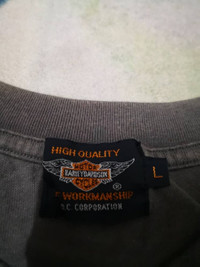 HIGH QUALITY
MOTOR
HARLEY-DAVIDSON
CYCLES
®
L
WORKMANSHIP
CORPORATION